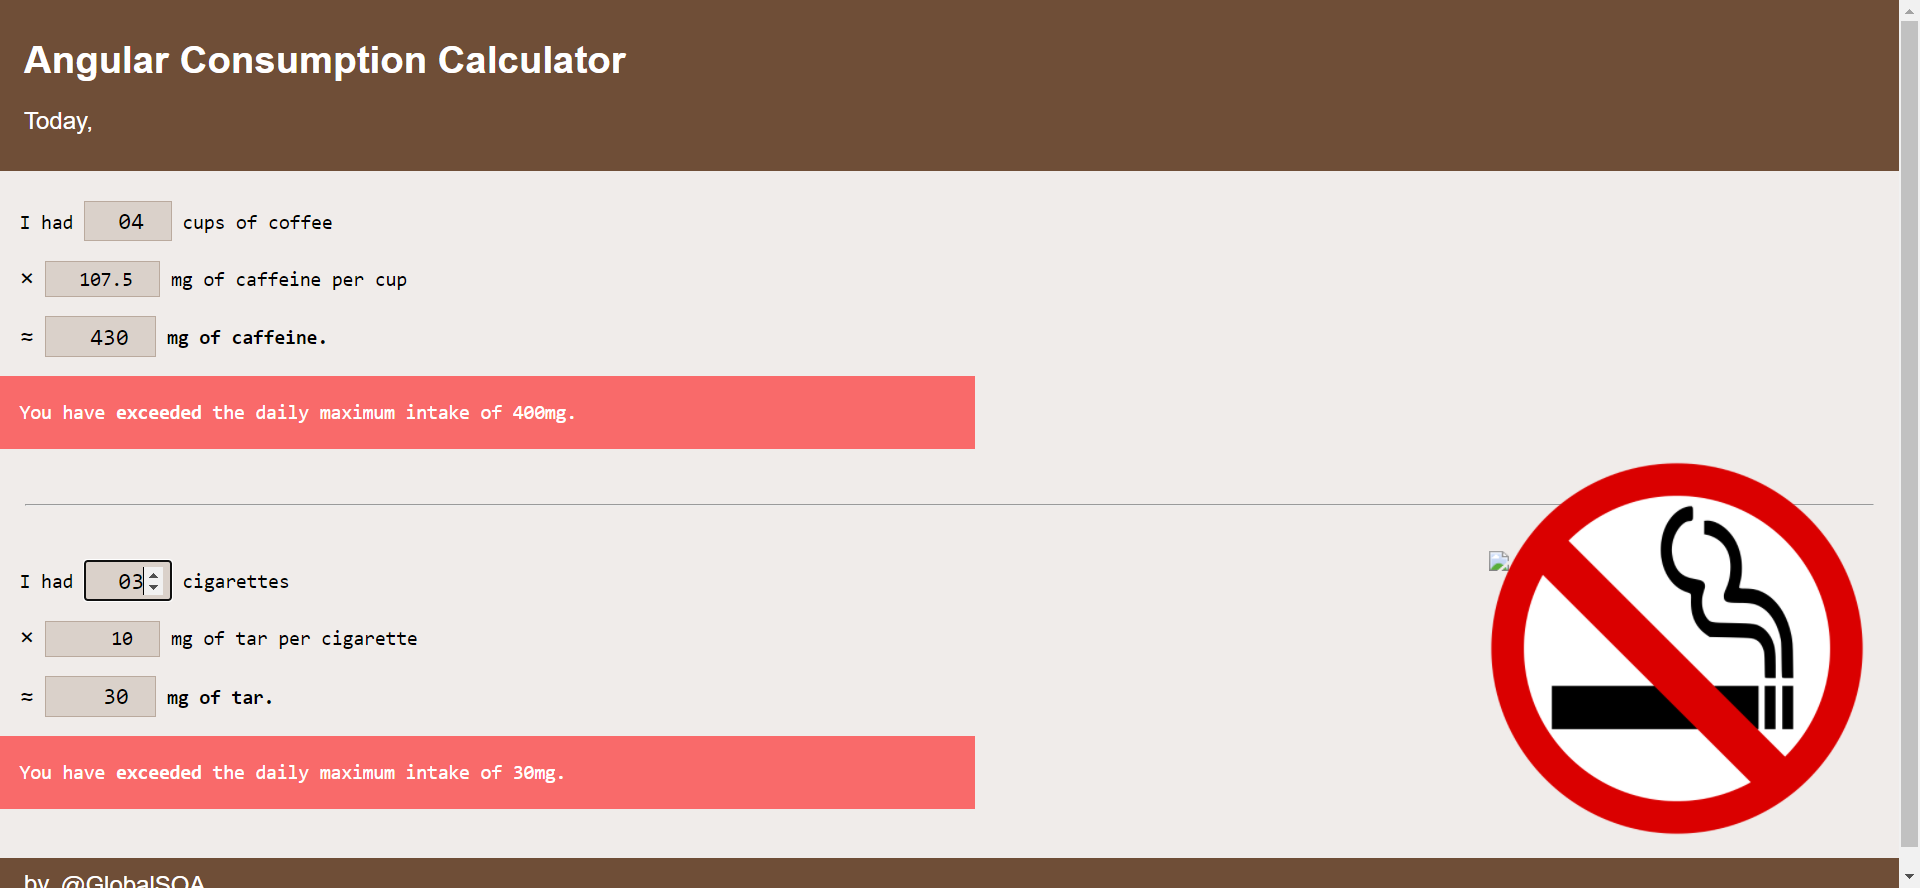 Angular Consumption Calculator
Today,
I had 04 cups of coffee
× 107.5 mg of caffeine per cup
≈ 430 mg of caffeine.
You have exceeded the daily maximum intake of 400mg.
I had 03 cigarettes
× 10 mg of tar per cigarette
≈ 30 mg of tar.
You have exceeded the daily maximum intake of 30mg.
by @GlobalSQA